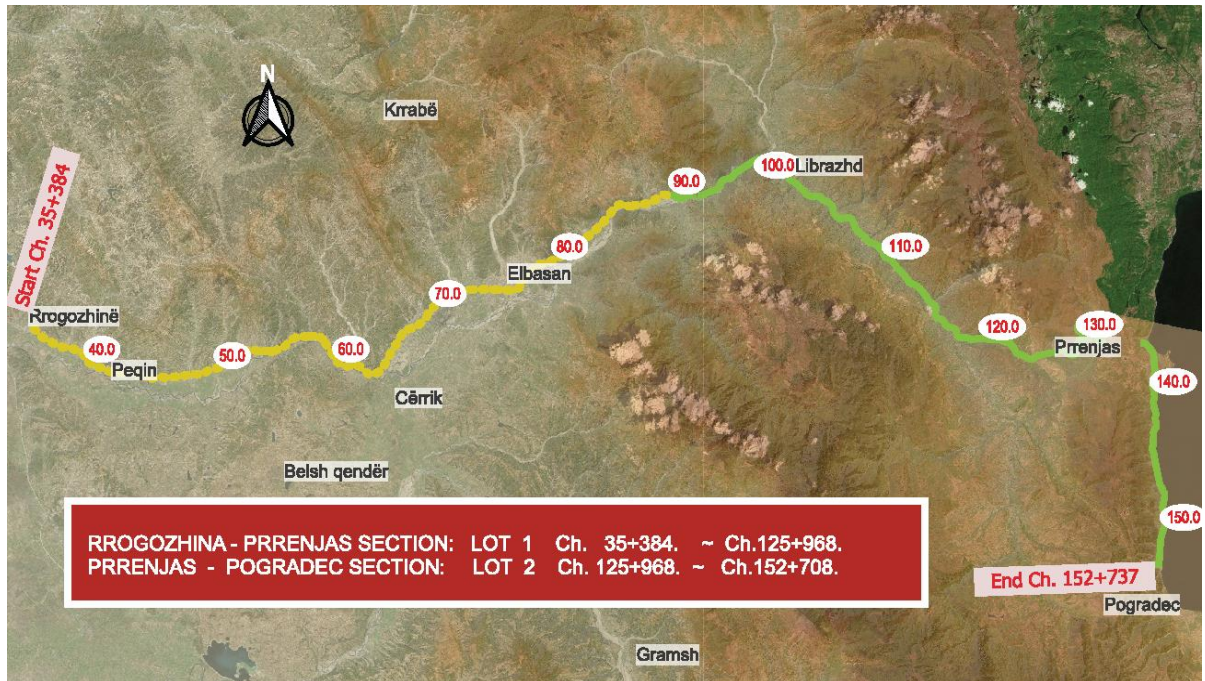 N
Krrabë
Start Ch. 35+384
Rrogozhinë
40.0
Peqin
50.0
60.0
Cërrik
70.0
Elbasan
80.0
90.0
100.0
Librazhd
110.0
120.0
130.0
Prrenjas
140.0
150.0
Belsh qendër
RROGOZHINA - PRRENJAS SECTION: LOT 1 Ch. 35+384. ~ Ch.125+968.
PRRENJAS - POGRADEC SECTION: LOT 2 Ch. 125+968. ~ Ch.152+708.
End Ch. 152+737
Pogradec
Gramsh